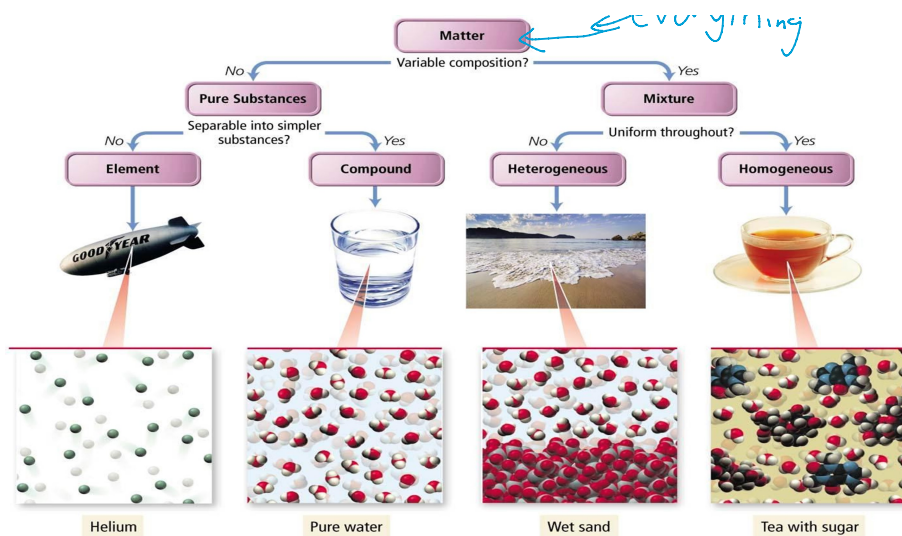 everything
Matter
Variable composition?
No
Yes
Pure Substances
Mixture
Separable into simpler
substances?
Uniform throughout?
No
Yes
No
Yes
Element
Compound
Heterogeneous
Homogeneous
GOODYEAR
Helium
Pure water
Wet sand
Tea with sugar